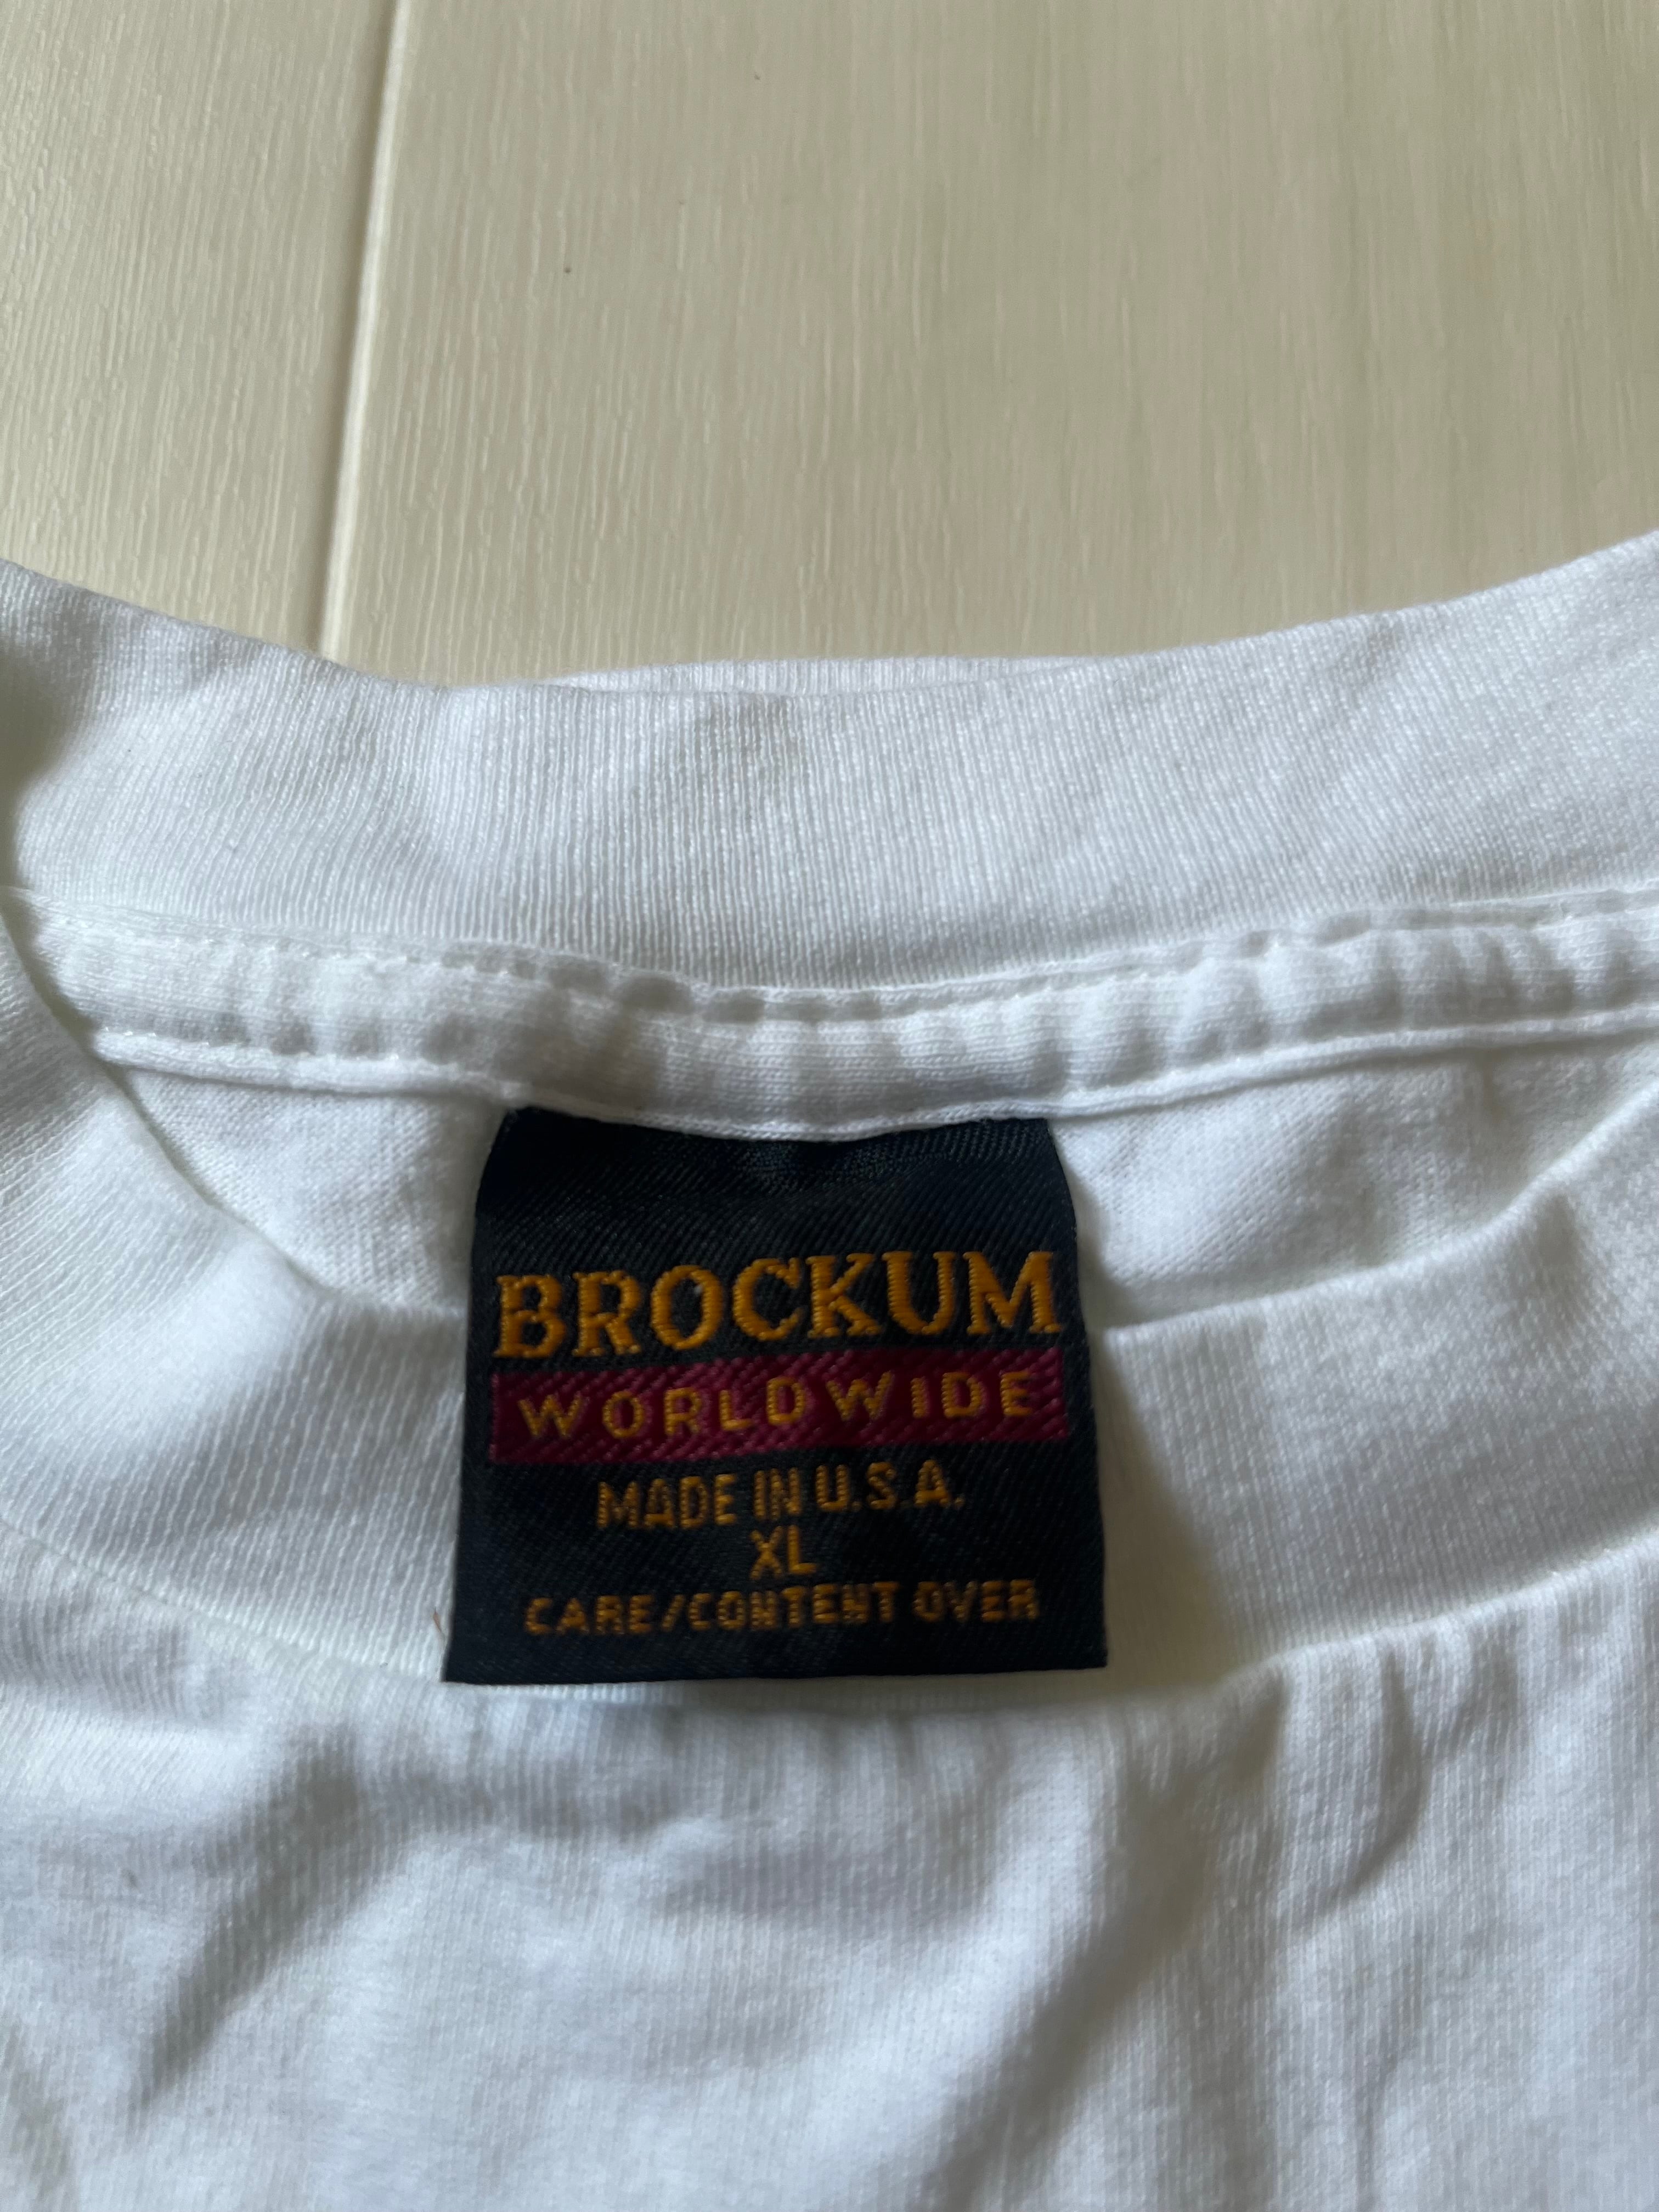 BROCKUM
WORLDWIDE
MADE IN U.S.A.
XL
CARE/CONTENT OVER